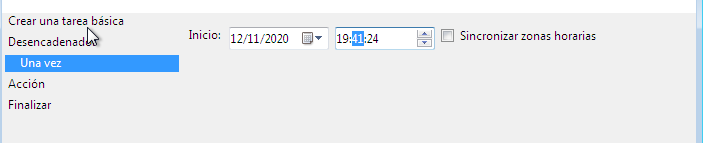 Crear una tarea básica
Desencadenador
Una vez
Acción
Finalizar
Inicio: 12/11/2020 19:41:24 Sincronizar zonas horarias